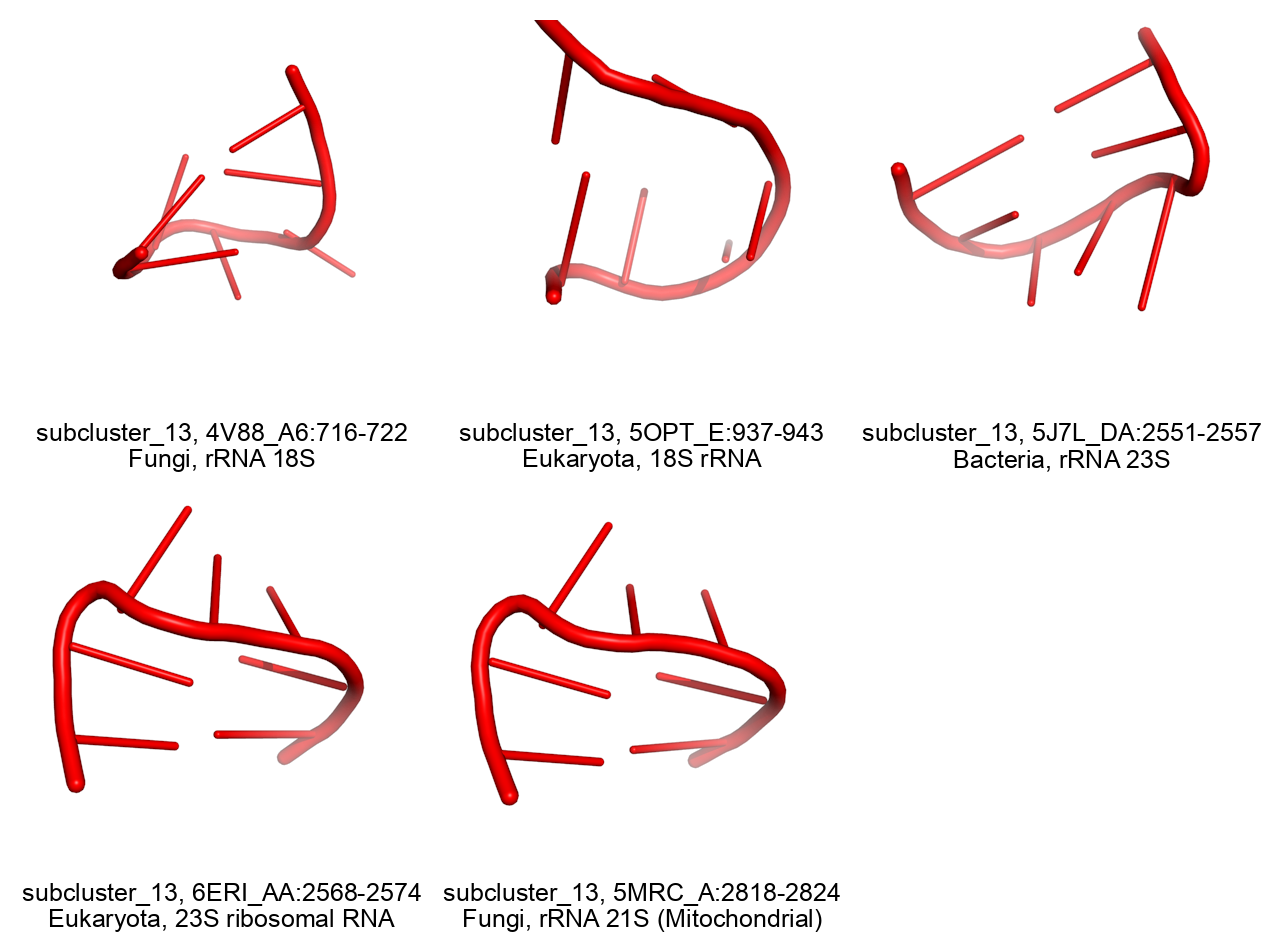 subcluster_13, 4V88_A6:716-722
Fungi, rRNA 18S
subcluster_13, 5OPT_E:937-943
Eukaryota, 18S rRNA
subcluster_13, 5J7L_DA:2551-2557
Bacteria, rRNA 23S
subcluster_13, 6ERI_AA:2568-2574
Eukaryota, 23S ribosomal RNA
subcluster_13, 5MRC_A:2818-2824
Fungi, rRNA 21S (Mitochondrial)